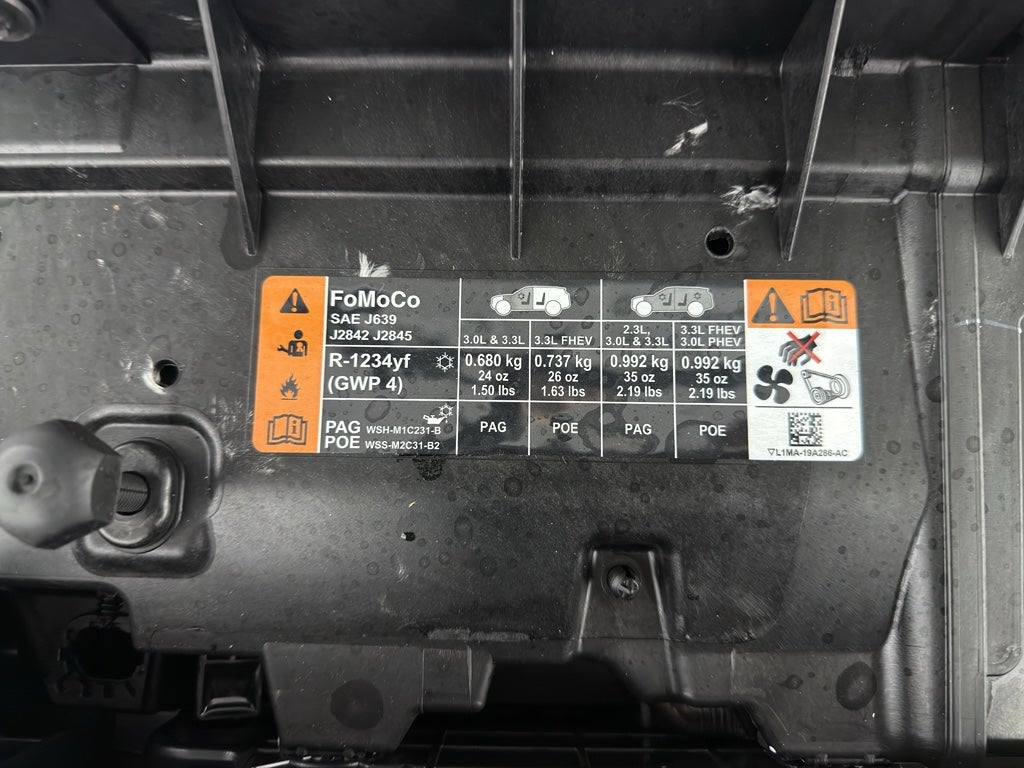 FoMoCo
SAE J639
J2842 J2845
3.0L & 3.3L
3.3L FHEV
2.3L,
3.0L & 3.3L
3.3L FHEV
3.0L PHEV
R-1234yf
(GWP 4)
0.680 kg
24 oz
1.50 lbs
0.737 kg
26 oz
1.63 lbs
0.992 kg
35 oz
2.19 lbs
0.992 kg
35 oz
2.19 lbs
PAG WSH-M1C231-B
POE WSS-M2C31-B2
PAG
POE
PAG
POE
L1MA-19A286-AC